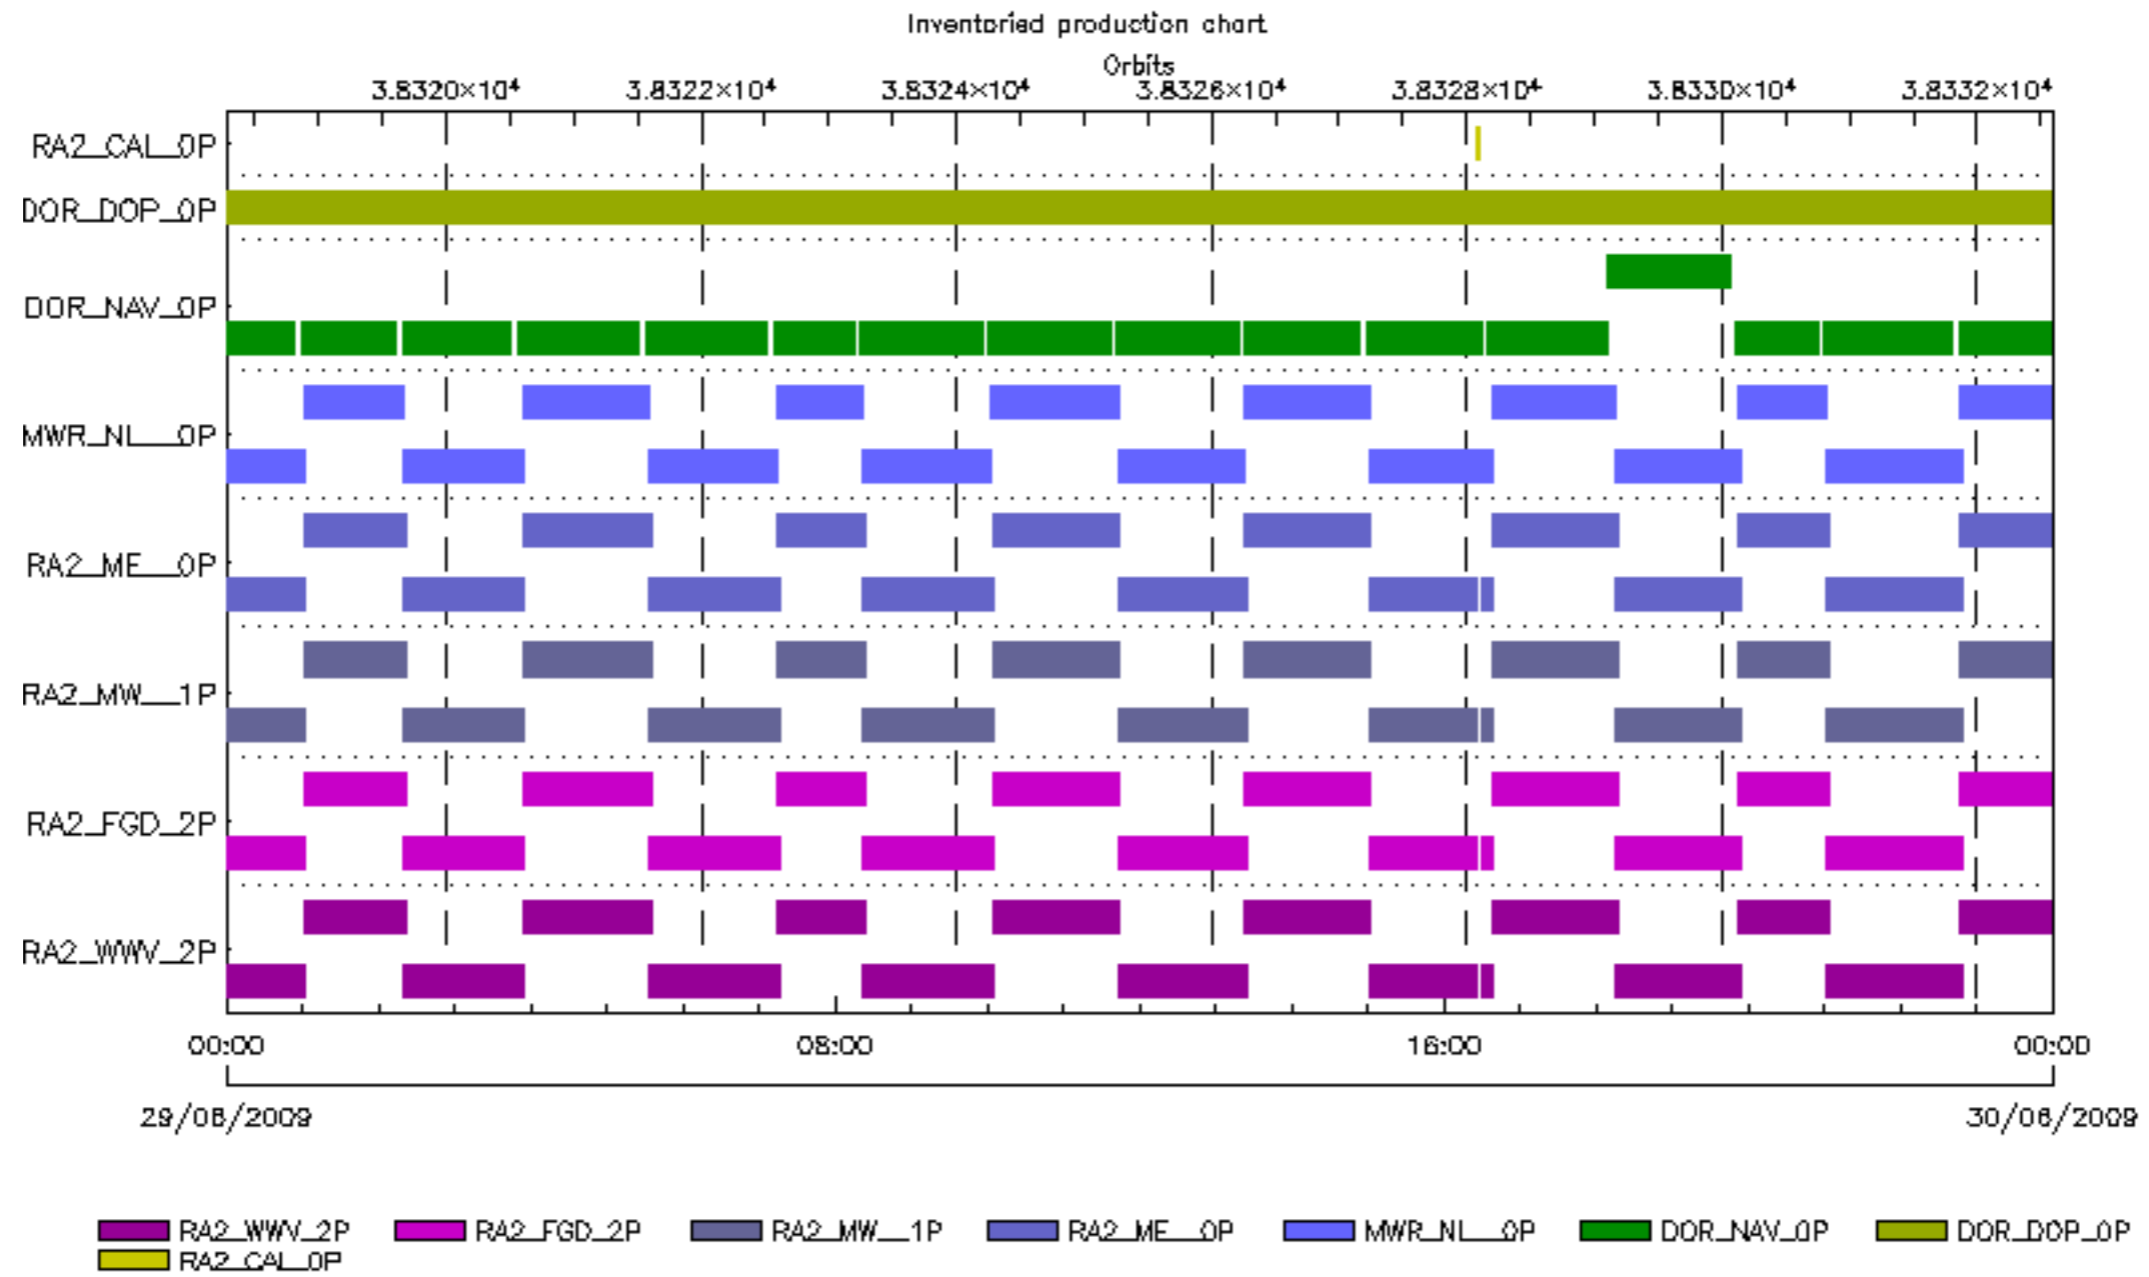 Inventoried production chart
Orbits
3.8320×10⁴ 3.8322×10⁴ 3.8324×10⁴ 3.8326×10⁴ 3.8328×10⁴ 3.8330×10⁴ 3.8332×10⁴
RA2_CAL_0P
DOR_DOP_0P
DOR_NAV_0P
MWR_NL__0P
RA2_ME__0P
RA2_MW__1P
RA2_FGD_2P
RA2_WWV_2P
00:00 08:00 16:00 00:00
29/06/2009 30/06/2009
RA2_WWV_2P RA2_FGD_2P RA2_MW__1P RA2_ME__0P MWR_NL__0P DOR_NAV_0P DOR_DOP_0P
RA2_CAL_0P